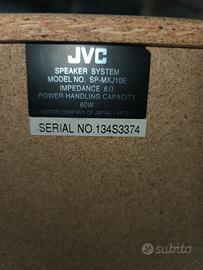 JVC
SPEAKER SYSTEM
MODEL NO. SP-MXJ10E
IMPEDANCE 6Ω
POWER HANDLING CAPACITY
60W
VICTOR COMPANY OF JAPAN, LIMITED
SERIAL NO.134S3374
subito